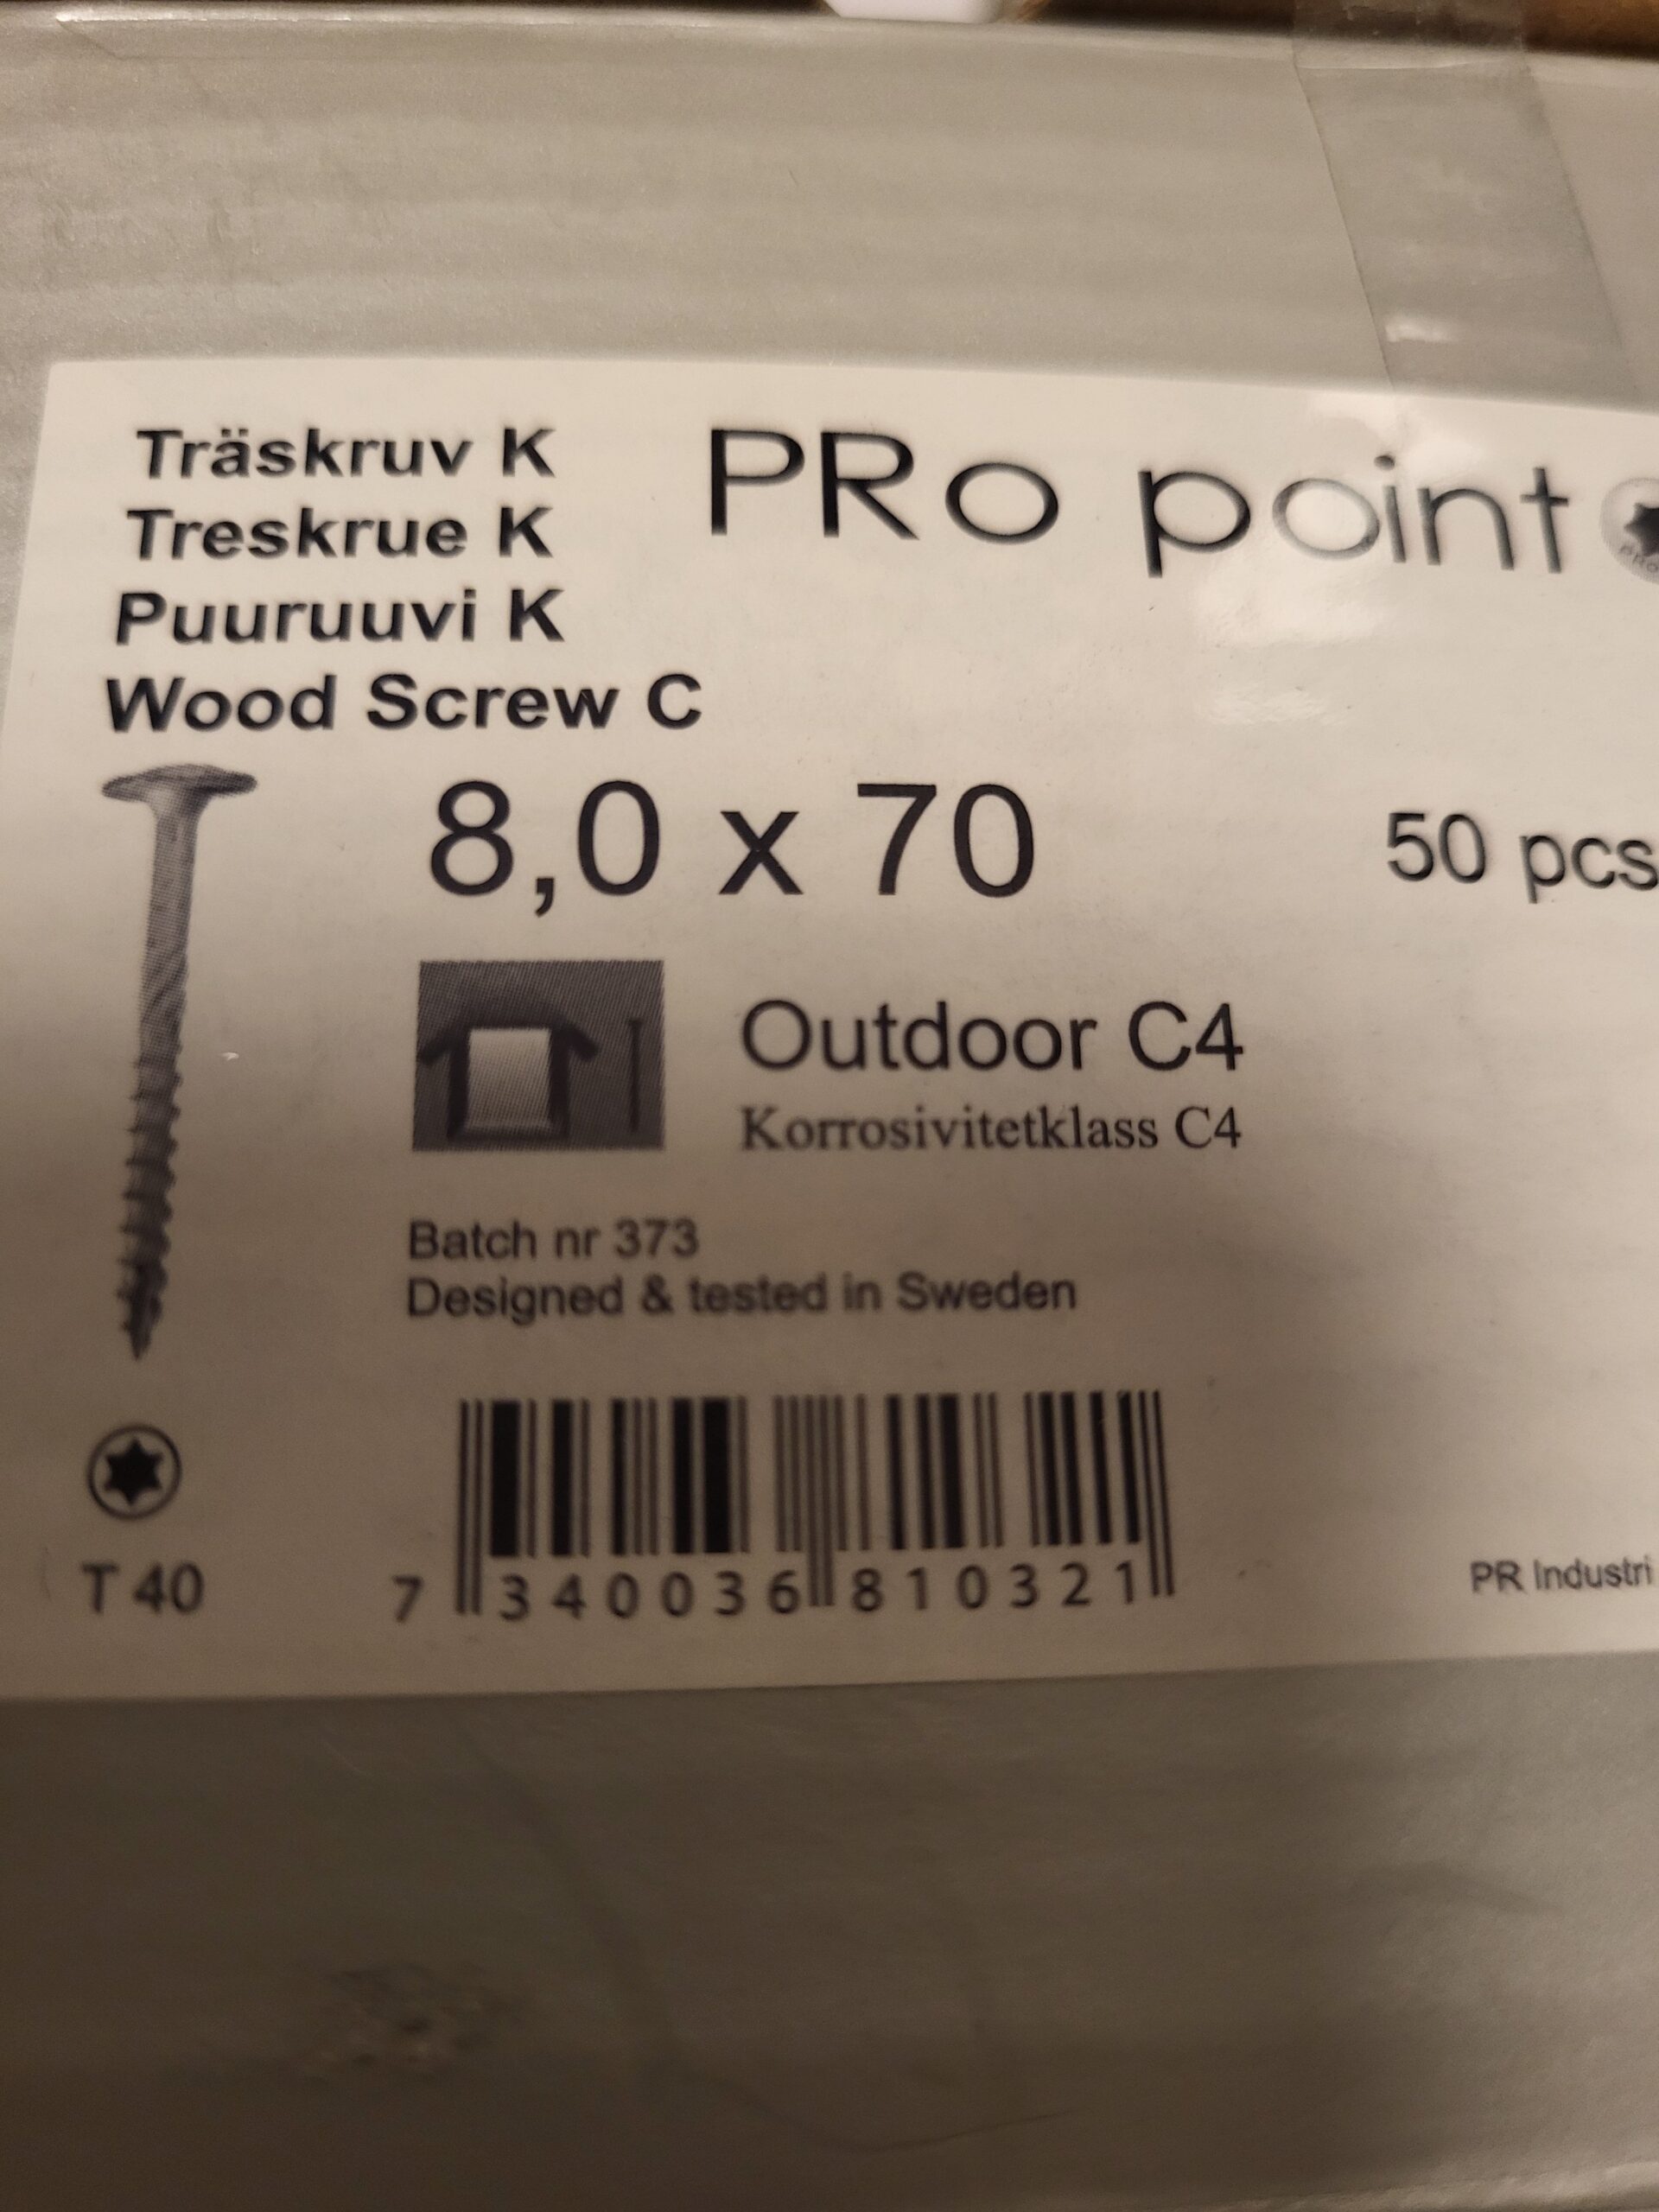 Träskruv K
Treskrue K
Puuruuvi K
Wood Screw C
PRo point
8,0 x 70
50 pcs
Outdoor C4
Korrosivitetklass C4
Batch nr 373
Designed & tested in Sweden
T 40
7 340036 810321
PR Industri